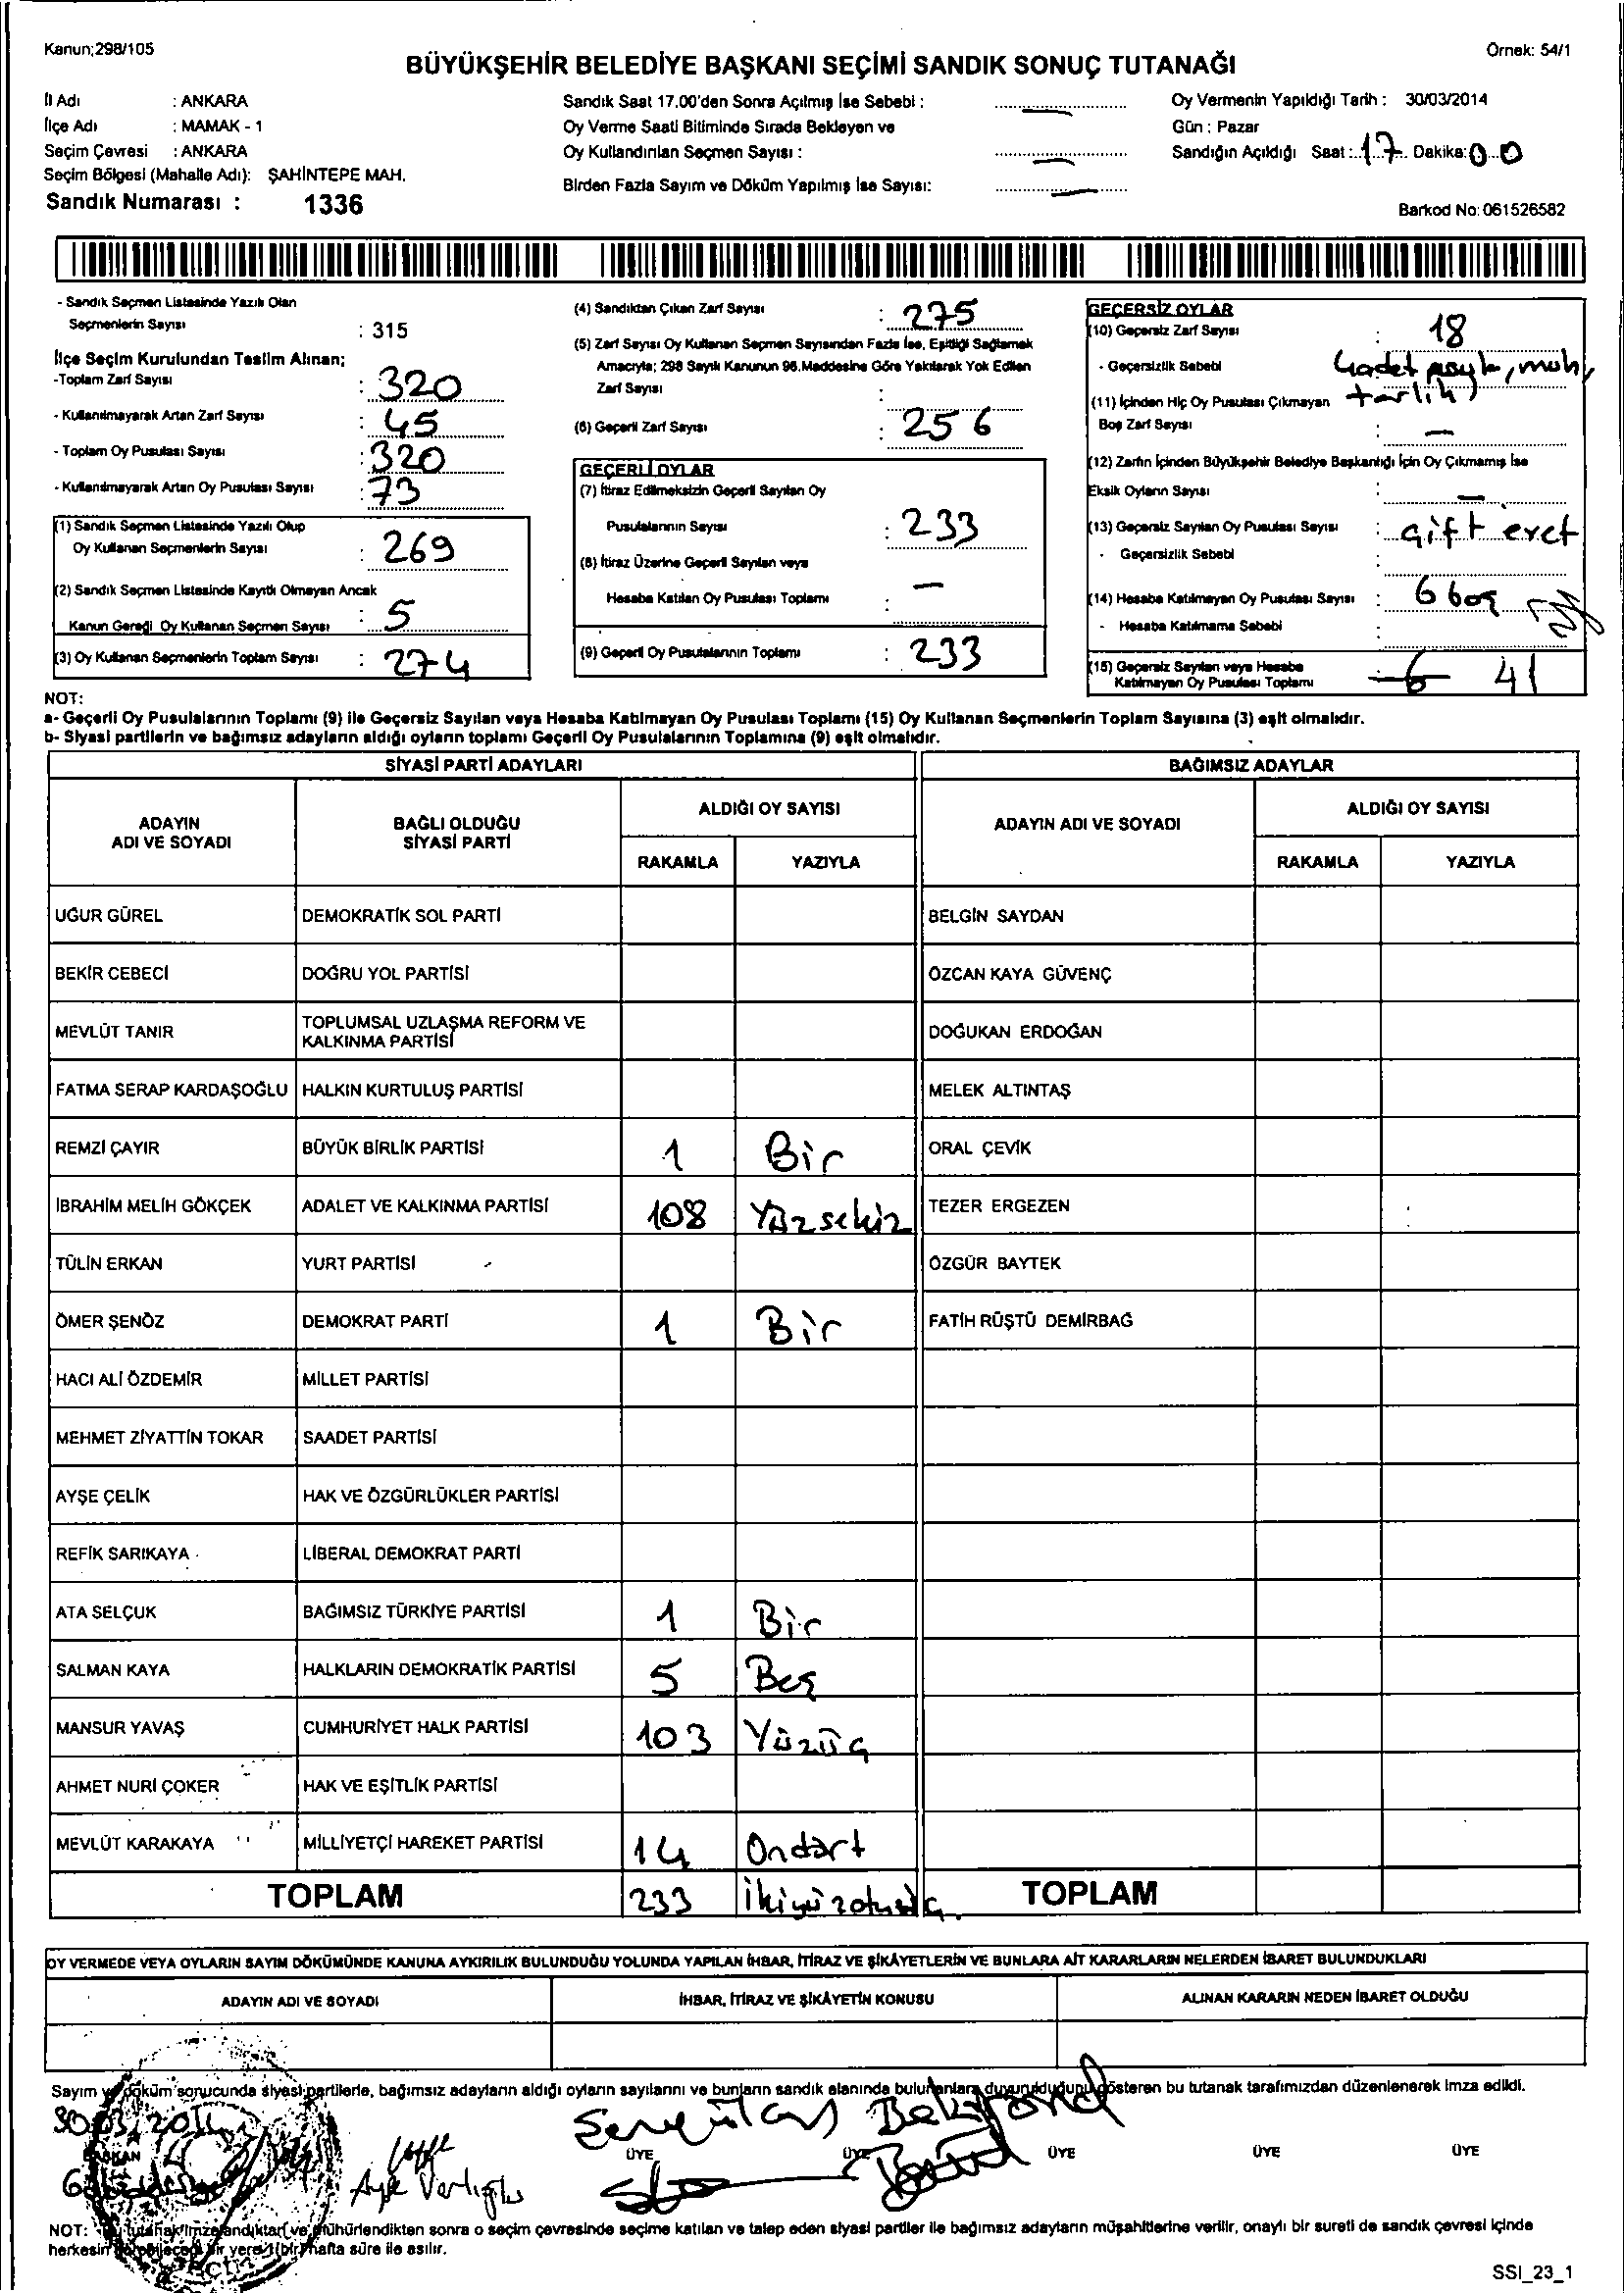 Kanun;298/105
Örnek: 54/1
BÜYÜKŞEHİR BELEDİYE BAŞKANI SEÇİMİ SANDIK SONUÇ TUTANAĞI
İl Adı : ANKARA
İlçe Adı : MAMAK - 1
Seçim Çevresi : ANKARA
Seçim Bölgesi (Mahalle Adı): ŞAHİNTEPE MAH.
Sandık Numarası : 1336
Sandık Saat 17.00'den Sonra Açılmış İse Sebebi :
Oy Verme Saati Bitiminde Sırada Bekleyen ve
Oy Kullandırılan Seçmen Sayısı :
Birden Fazla Sayım ve Döküm Yapılmış İse Sayısı:
Oy Vermenin Yapıldığı Tarih : 30/03/2014
Gün : Pazar
Sandığın Açıldığı Saat : 17 Dakika: 00
Barkod No: 061526582
- Sandık Seçmen Listesinde Yazılı Olan
Seçmenlerin Sayısı : 315
İlçe Seçim Kurulundan Teslim Alınan;
-Toplam Zarf Sayısı : 320
- Kullanılmayarak Artan Zarf Sayısı : 45
- Toplam Oy Pusulası Sayısı : 320
- Kullanılmayarak Artan Oy Pusulası Sayısı : 73
(1) Sandık Seçmen Listesinde Yazılı Olup
Oy Kullanan Seçmenlerin Sayısı : 269
(2) Sandık Seçmen Listesinde Kayıtlı Olmayan Ancak
Kanun Gereği Oy Kullanan Seçmen Sayısı : 5
(3) Oy Kullanan Seçmenlerin Toplam Sayısı : 274
(4) Sandıktan Çıkan Zarf Sayısı : 275
(5) Zarf Sayısı Oy Kullanan Seçmen Sayısından Fazla İse, Eşitliği Sağlamak
Amacıyla; 298 Sayılı Kanunun 98.Maddesine Göre Yakılarak Yok Edilen
Zarf Sayısı :
(6) Geçerli Zarf Sayısı : 256
GEÇERLİ OYLAR
(7) İtiraz Edilmeksizin Geçerli Sayılan Oy
Pusulalarının Sayısı : 233
(8) İtiraz Üzerine Geçerli Sayılan veya
Hesaba Katılan Oy Pusulası Toplamı : —
(9) Geçerli Oy Pusulalarının Toplamı : 233
GEÇERSİZ OYLAR
(10) Geçersiz Zarf Sayısı : 18
- Geçersizlik Sebebi
(11) İçinden Hiç Oy Pusulası Çıkmayan
Boş Zarf Sayısı : —
(12) Zarfın İçinden Büyükşehir Belediye Başkanlığı İçin Oy Çıkmamış İse
Eksik Oyların Sayısı : —
(13) Geçersiz Sayılan Oy Pusulası Sayısı : çift evet
- Geçersizlik Sebebi
(14) Hesaba Katılmayan Oy Pusulası Sayısı : 6 boş
- Hesaba Katılmama Sebebi :
(15) Geçersiz Sayılan veya Hesaba
Katılmayan Oy Pusulası Toplamı 6 41
NOT:
a- Geçerli Oy Pusulalarının Toplamı (9) ile Geçersiz Sayılan veya Hesaba Katılmayan Oy Pusulası Toplamı (15) Oy Kullanan Seçmenlerin Toplam Sayısına (3) eşit olmalıdır.
b- Siyasi partilerin ve bağımsız adayların aldığı oyların toplamı Geçerli Oy Pusulalarının Toplamına (9) eşit olmalıdır.
SİYASİ PARTİ ADAYLARI BAĞIMSIZ ADAYLAR
ADAYIN ADI VE SOYADI BAĞLI OLDUĞU SİYASİ PARTİ ALDIĞI OY SAYISI ADAYIN ADI VE SOYADI ALDIĞI OY SAYISI
RAKAMLA YAZIYLA RAKAMLA YAZIYLA
UĞUR GÜREL DEMOKRATİK SOL PARTİ BELGİN SAYDAN
BEKİR CEBECİ DOĞRU YOL PARTİSİ ÖZCAN KAYA GÜVENÇ
MEVLÜT TANIR TOPLUMSAL UZLAŞMA REFORM VE KALKINMA PARTİSİ DOĞUKAN ERDOĞAN
FATMA SERAP KARDAŞOĞLU HALKIN KURTULUŞ PARTİSİ MELEK ALTINTAŞ
REMZİ ÇAYIR BÜYÜK BİRLİK PARTİSİ 1 Bir ORAL ÇEVİK
İBRAHİM MELİH GÖKÇEK ADALET VE KALKINMA PARTİSİ 108 Yüzsekiz TEZER ERGEZEN
TÜLİN ERKAN YURT PARTİSİ ÖZGÜR BAYTEK
ÖMER ŞENÖZ DEMOKRAT PARTİ 1 Bir FATİH RÜŞTÜ DEMİRBAĞ
HACI ALİ ÖZDEMİR MİLLET PARTİSİ
MEHMET ZİYATTİN TOKAR SAADET PARTİSİ
AYŞE ÇELİK HAK VE ÖZGÜRLÜKLER PARTİSİ
REFİK SARIKAYA LİBERAL DEMOKRAT PARTİ
ATA SELÇUK BAĞIMSIZ TÜRKİYE PARTİSİ 1 Bir
SALMAN KAYA HALKLARIN DEMOKRATİK PARTİSİ 5 Beş
MANSUR YAVAŞ CUMHURİYET HALK PARTİSİ 103 Yüzüç
AHMET NURİ ÇOKER HAK VE EŞİTLİK PARTİSİ
MEVLÜT KARAKAYA MİLLİYETÇİ HAREKET PARTİSİ 14 Ondört
TOPLAM 233 İkiyüzotuzüç TOPLAM
OY VERMEDE VEYA OYLARIN SAYIM DÖKÜMÜNDE KANUNA AYKIRILIK BULUNDUĞU YOLUNDA YAPILAN İHBAR, İTİRAZ VE ŞİKÂYETLERİN VE BUNLARA AİT KARARLARIN NELERDEN İBARET BULUNDUKLARI
ADAYIN ADI VE SOYADI İHBAR, İTİRAZ VE ŞİKÂYETİN KONUSU ALINAN KARARIN NEDEN İBARET OLDUĞU
Sayım ve döküm sonucunda siyasi partilerle, bağımsız adayların aldığı oyların sayılarını ve bunların sandık alanında bulunanlara duyurulduğunu gösteren bu tutanak tarafımızdan düzenlenerek imza edildi.
30.03.2014
BAŞKAN ÜYE ÜYE ÜYE ÜYE ÜYE
NOT: Bu tutanak imzalandıktan ve mühürlendikten sonra o seçim çevresinde seçime katılan ve talep eden siyasi partiler ile bağımsız adayların müşahitlerine verilir, onaylı bir sureti de sandık çevresi içinde
herkesin görebileceği bir yere 1 (bir) hafta süre ile asılır.
SSI_23_1